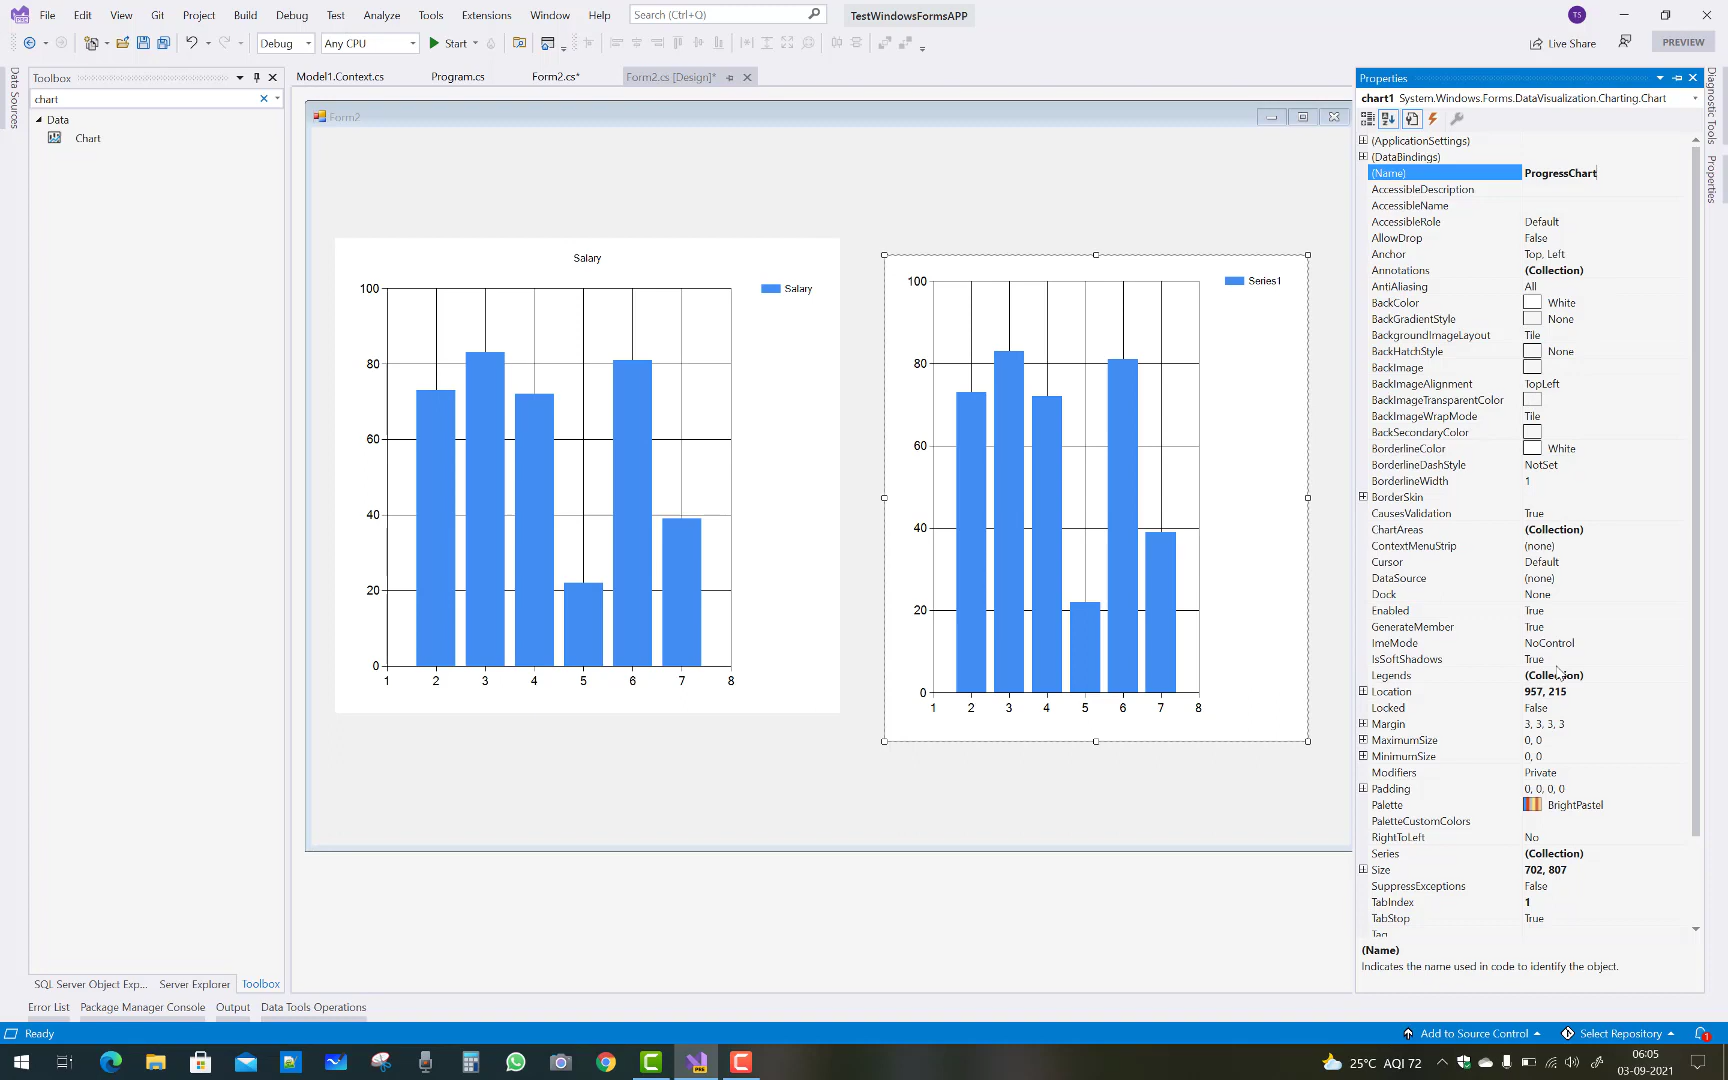 File Edit View Git Project Build Debug Test Analyze Tools Extensions Window Help Search (Ctrl+Q) TestWindowsFormsAPP TS
Debug Any CPU Start Live Share PREVIEW
Data Sources
Toolbox
chart
Data
Chart
Model1.Context.cs Program.cs Form2.cs* Form2.cs [Design]*
Form2
Salary
Salary
100
80
60
40
20
0
1 2 3 4 5 6 7 8
Series1
100
80
60
40
20
0
1 2 3 4 5 6 7 8
Properties
chart1 System.Windows.Forms.DataVisualization.Charting.Chart
(ApplicationSettings)
(DataBindings)
(Name) ProgressChart
AccessibleDescription
AccessibleName
AccessibleRole Default
AllowDrop False
Anchor Top, Left
Annotations (Collection)
AntiAliasing All
BackColor White
BackGradientStyle None
BackgroundImageLayout Tile
BackHatchStyle None
BackImage
BackImageAlignment TopLeft
BackImageTransparentColor
BackImageWrapMode Tile
BackSecondaryColor
BorderlineColor White
BorderlineDashStyle NotSet
BorderlineWidth 1
BorderSkin
CausesValidation True
ChartAreas (Collection)
ContextMenuStrip (none)
Cursor Default
DataSource (none)
Dock None
Enabled True
GenerateMember True
ImeMode NoControl
IsSoftShadows True
Legends (Collection)
Location 957, 215
Locked False
Margin 3, 3, 3, 3
MaximumSize 0, 0
MinimumSize 0, 0
Modifiers Private
Padding 0, 0, 0, 0
Palette BrightPastel
PaletteCustomColors
RightToLeft No
Series (Collection)
Size 702, 807
SuppressExceptions False
TabIndex 1
TabStop True
Tag
(Name)
Indicates the name used in code to identify the object.
Diagnostic Tools
Properties
SQL Server Object Exp... Server Explorer Toolbox
Error List Package Manager Console Output Data Tools Operations
Ready Add to Source Control Select Repository 1
25°C AQI 72 06:05
03-09-2021